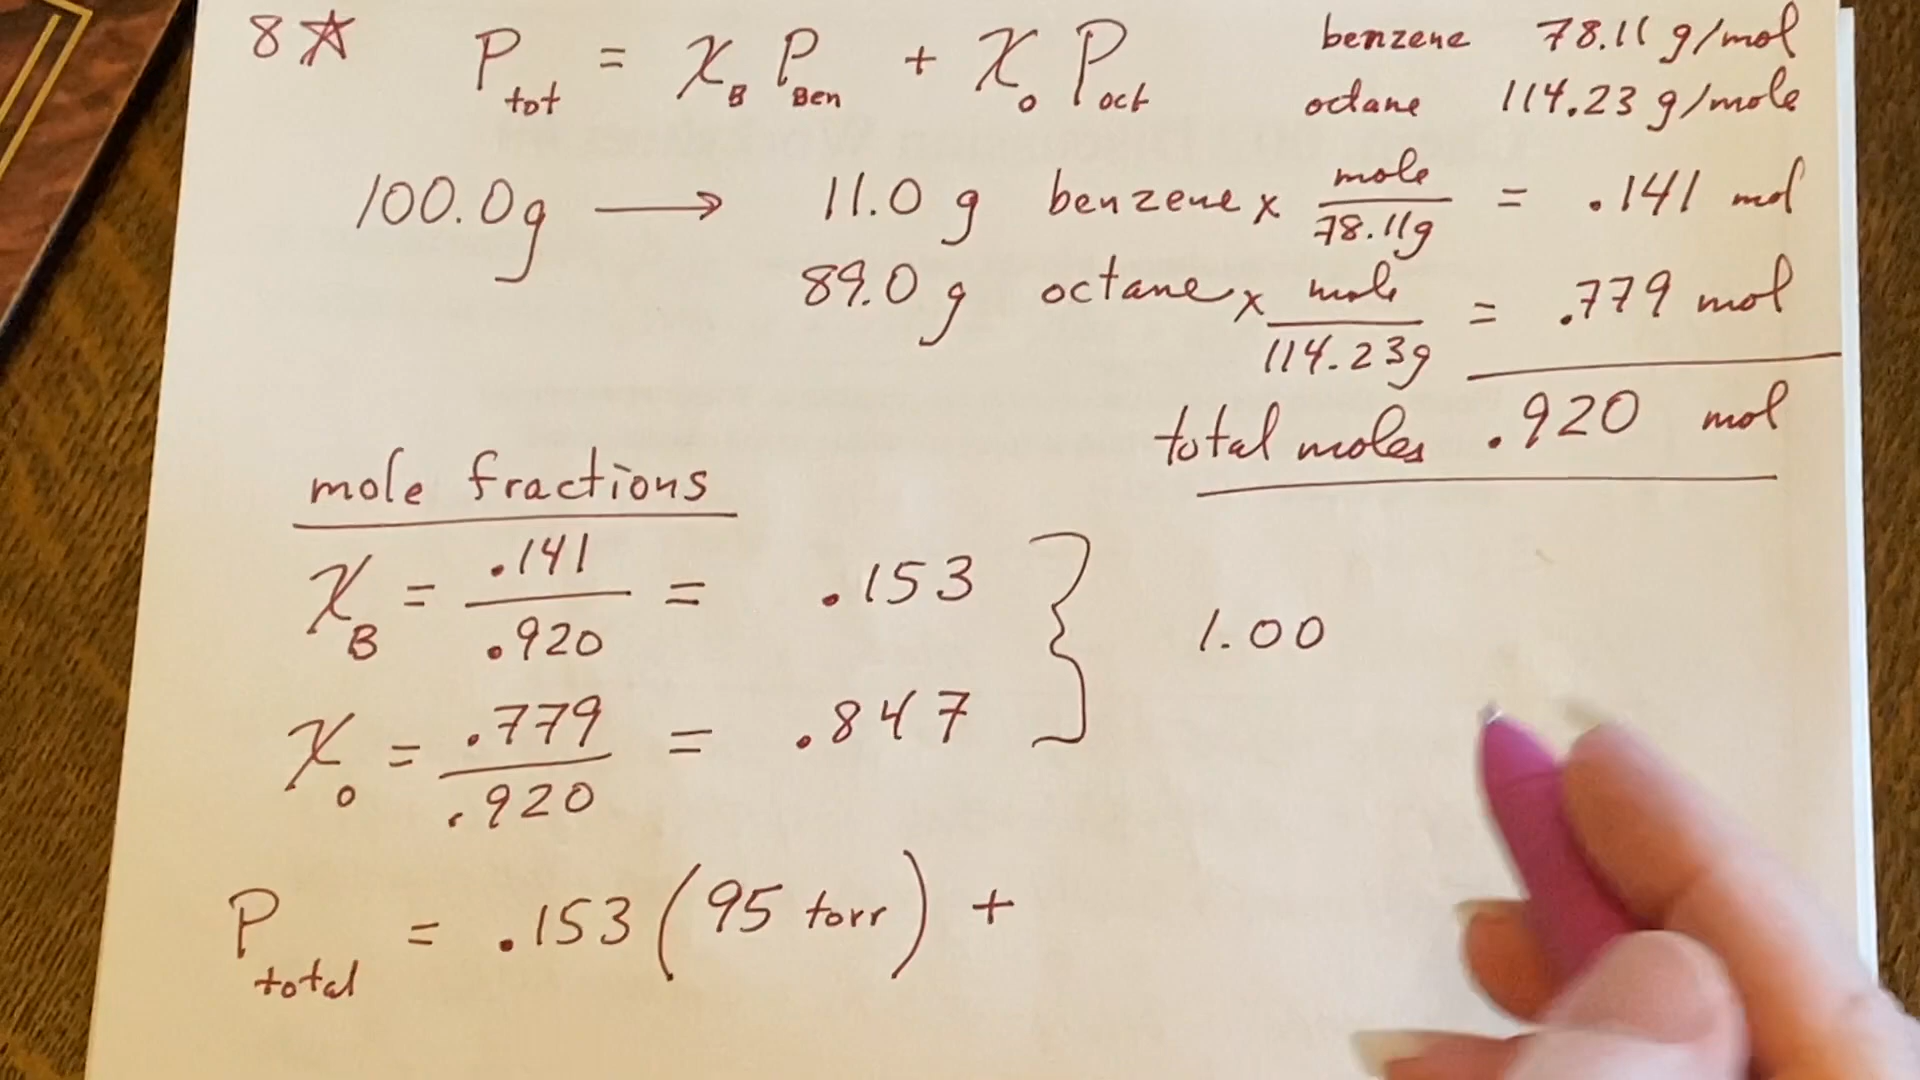 8☆ P_tot = χ_B P_Ben + χ_O P_oct
benzene 78.11 g/mol
octane 114.23 g/mole
100.0g → 11.0 g benzene x mole/78.11g = .141 mol
89.0 g octane x mole/114.23g = .779 mol
total moles .920 mol
mole fractions
χ_B = .141/.920 = .153
χ_O = .779/.920 = .847
} 1.00
P_total = .153 (95 torr) +